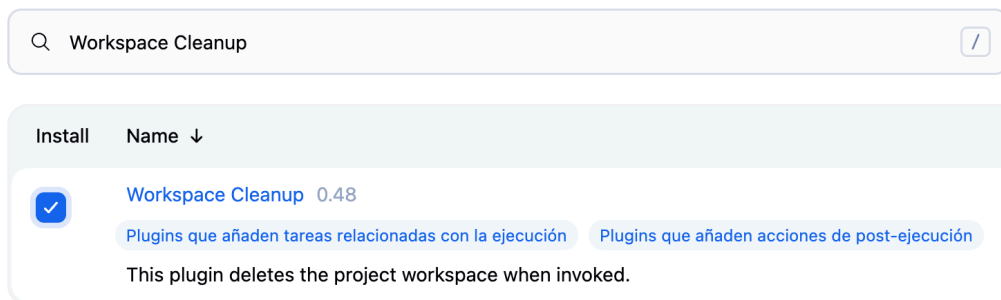 Workspace Cleanup /
Install Name ↓
Workspace Cleanup 0.48
Plugins que añaden tareas relacionadas con la ejecución Plugins que añaden acciones de post-ejecución
This plugin deletes the project workspace when invoked.